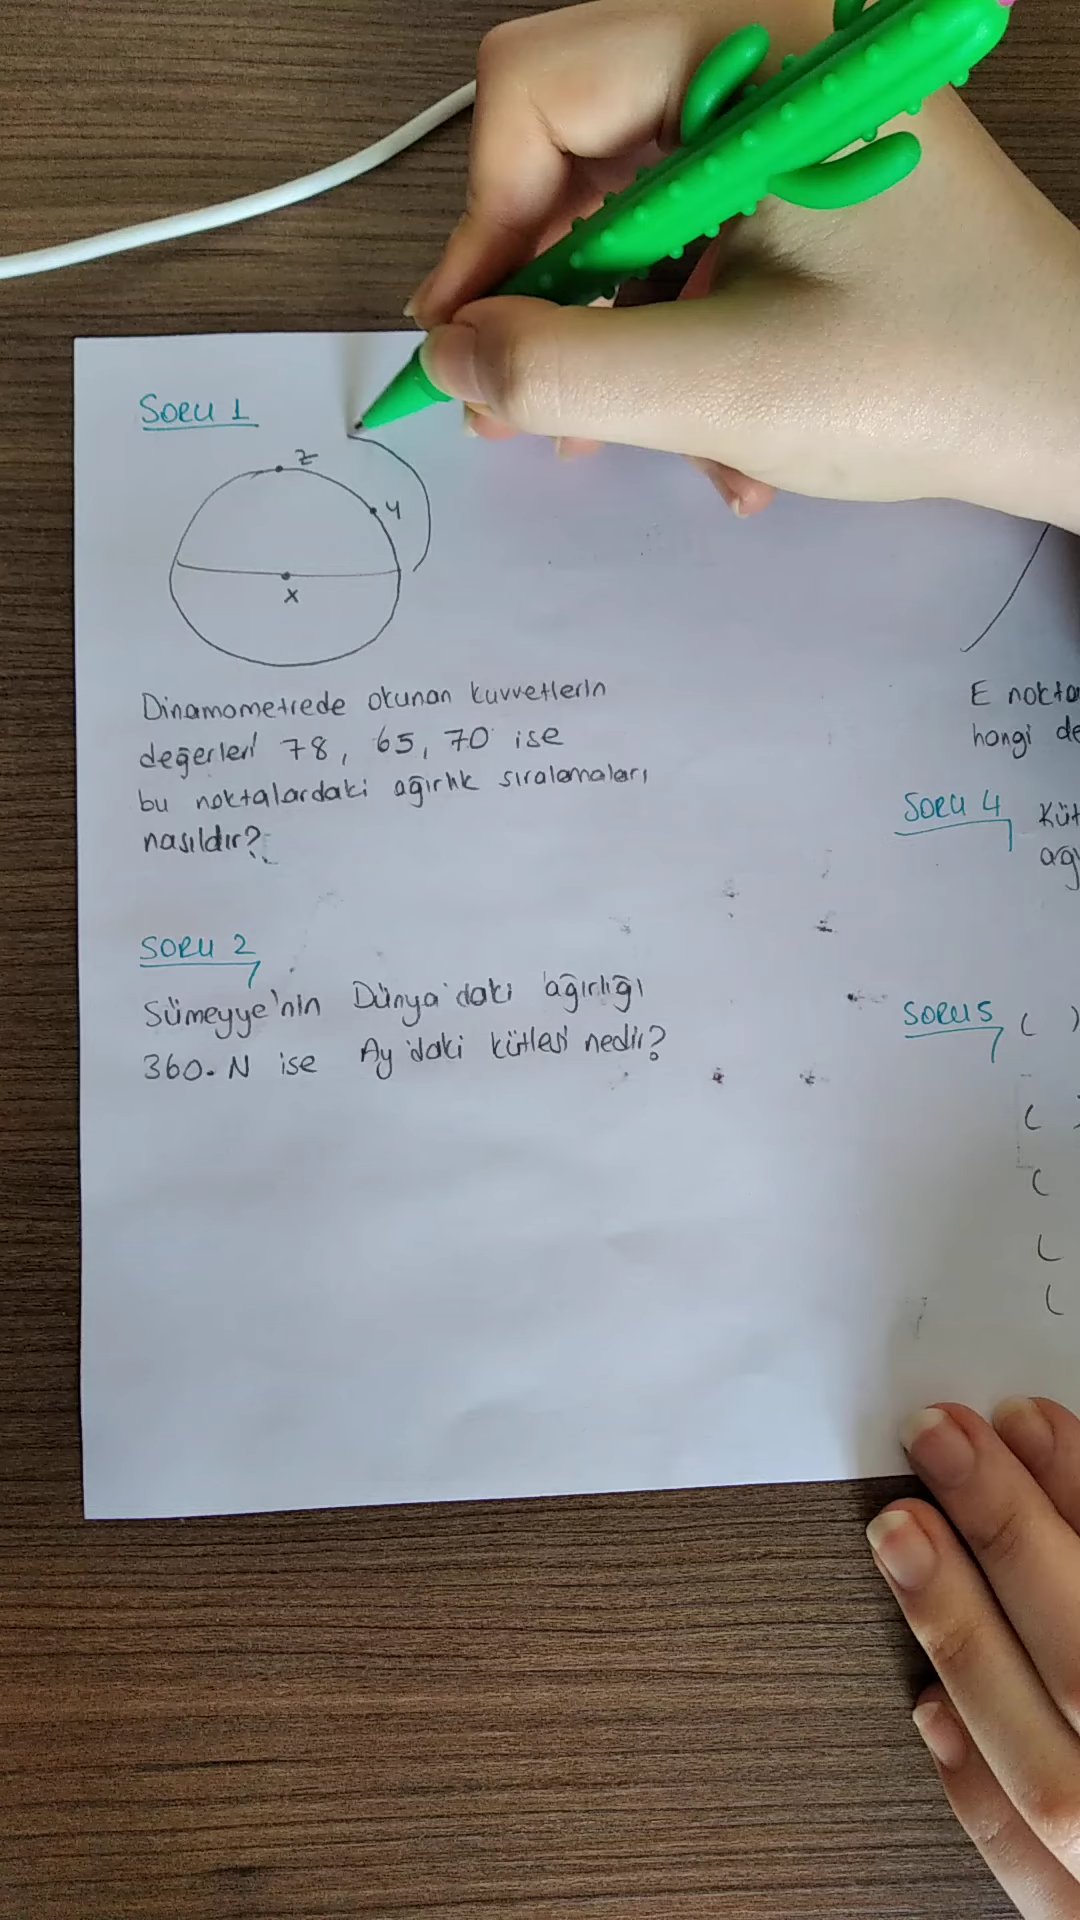 SORU 1
Z
Y
X
Dinamometrede okunan kuvvetlerin
değerleri 78, 65, 70 ise
bu noktalardaki ağırlık sıralamaları
nasıldır?
SORU 2
Sümeyye'nin Dünya'daki ağırlığı
360 N ise Ay'daki kütlesi nedir?
E
hangi
SORU 4
SORU 5 ( )
(
(
(
(